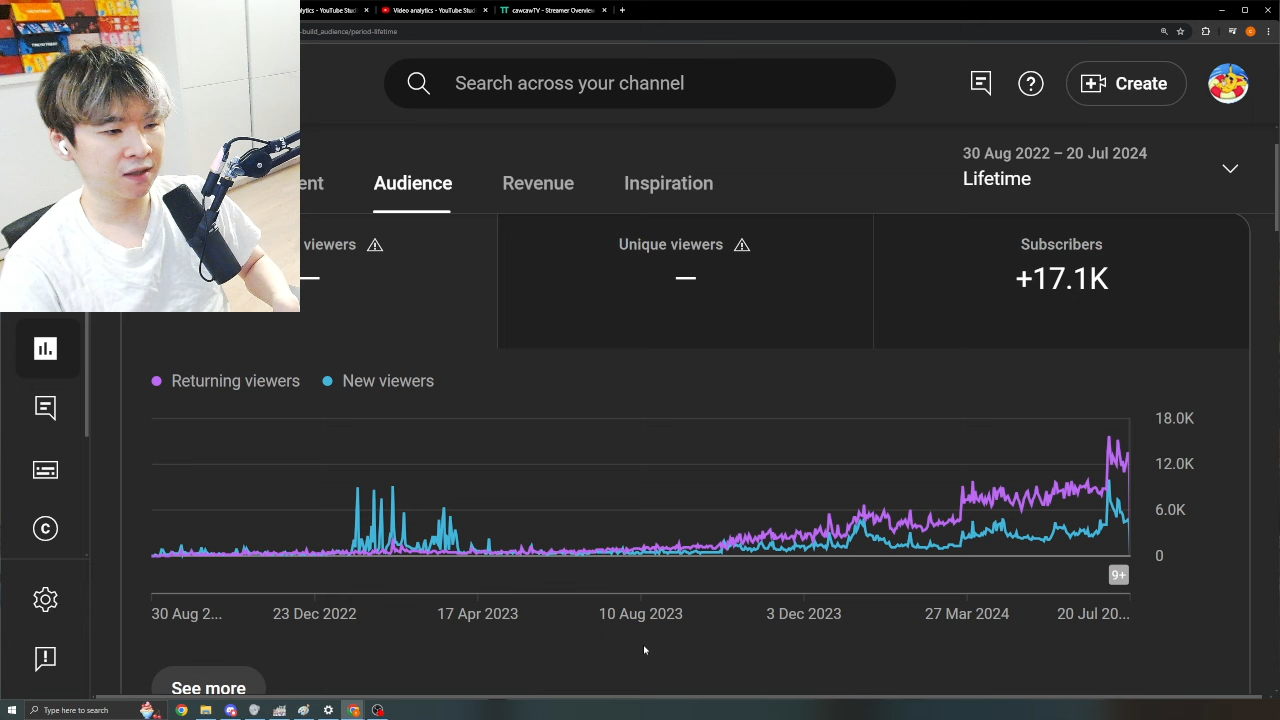 lytics - YouTube Stud
Video analytics - YouTube Stud
TT cawcawTV - Streamer Overview
-build_audience/period-lifetime
Search across your channel
Create
30 Aug 2022 – 20 Jul 2024
Lifetime
ent
Audience
Revenue
Inspiration
viewers
—
Unique viewers
—
Subscribers
+17.1K
Returning viewers
New viewers
18.0K
12.0K
6.0K
0
9+
30 Aug 2...
23 Dec 2022
17 Apr 2023
10 Aug 2023
3 Dec 2023
27 Mar 2024
20 Jul 20...
See more
Type here to search